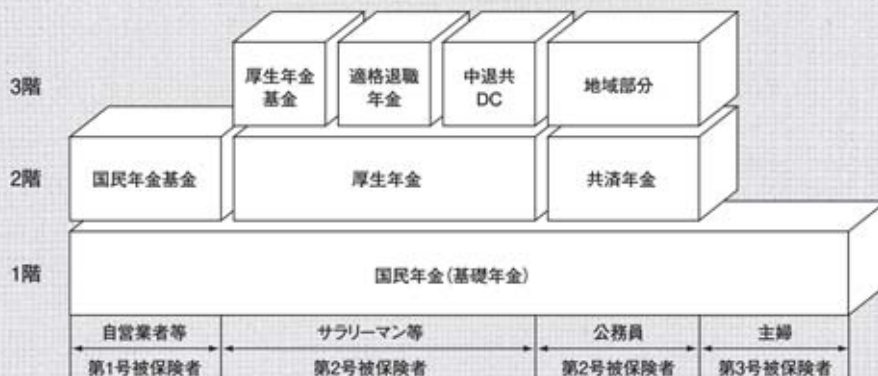 3階
厚生年金
基金
適格退職
年金
中退共
DC
地域部分
2階
国民年金基金
厚生年金
共済年金
1階
国民年金(基礎年金)
自営業者等
サラリーマン等
公務員
主婦
第1号被保険者
第2号被保険者
第2号被保険者
第3号被保険者